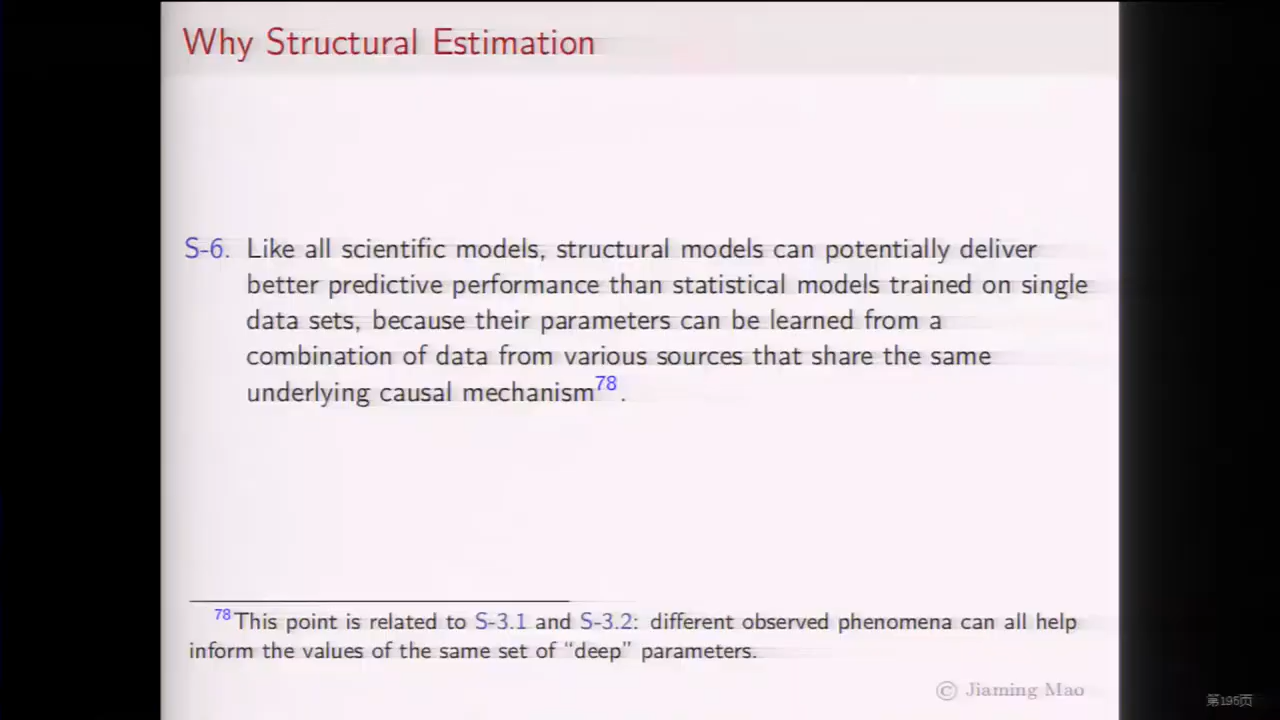 Why Structural Estimation
S-6. Like all scientific models, structural models can potentially deliver
better predictive performance than statistical models trained on single
data sets, because their parameters can be learned from a
combination of data from various sources that share the same
underlying causal mechanism78.
78This point is related to S-3.1 and S-3.2: different observed phenomena can all help
inform the values of the same set of “deep” parameters.
© Jiaming Mao
第195页